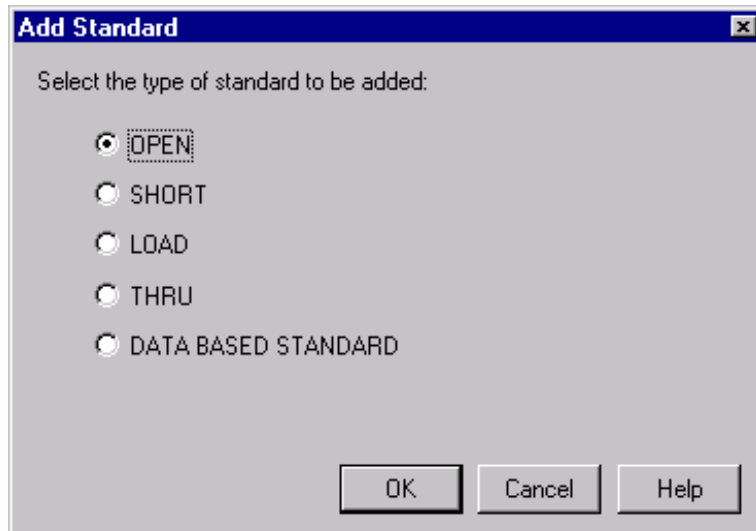 Add Standard
Select the type of standard to be added:
OPEN
SHORT
LOAD
THRU
DATA BASED STANDARD
OK Cancel Help